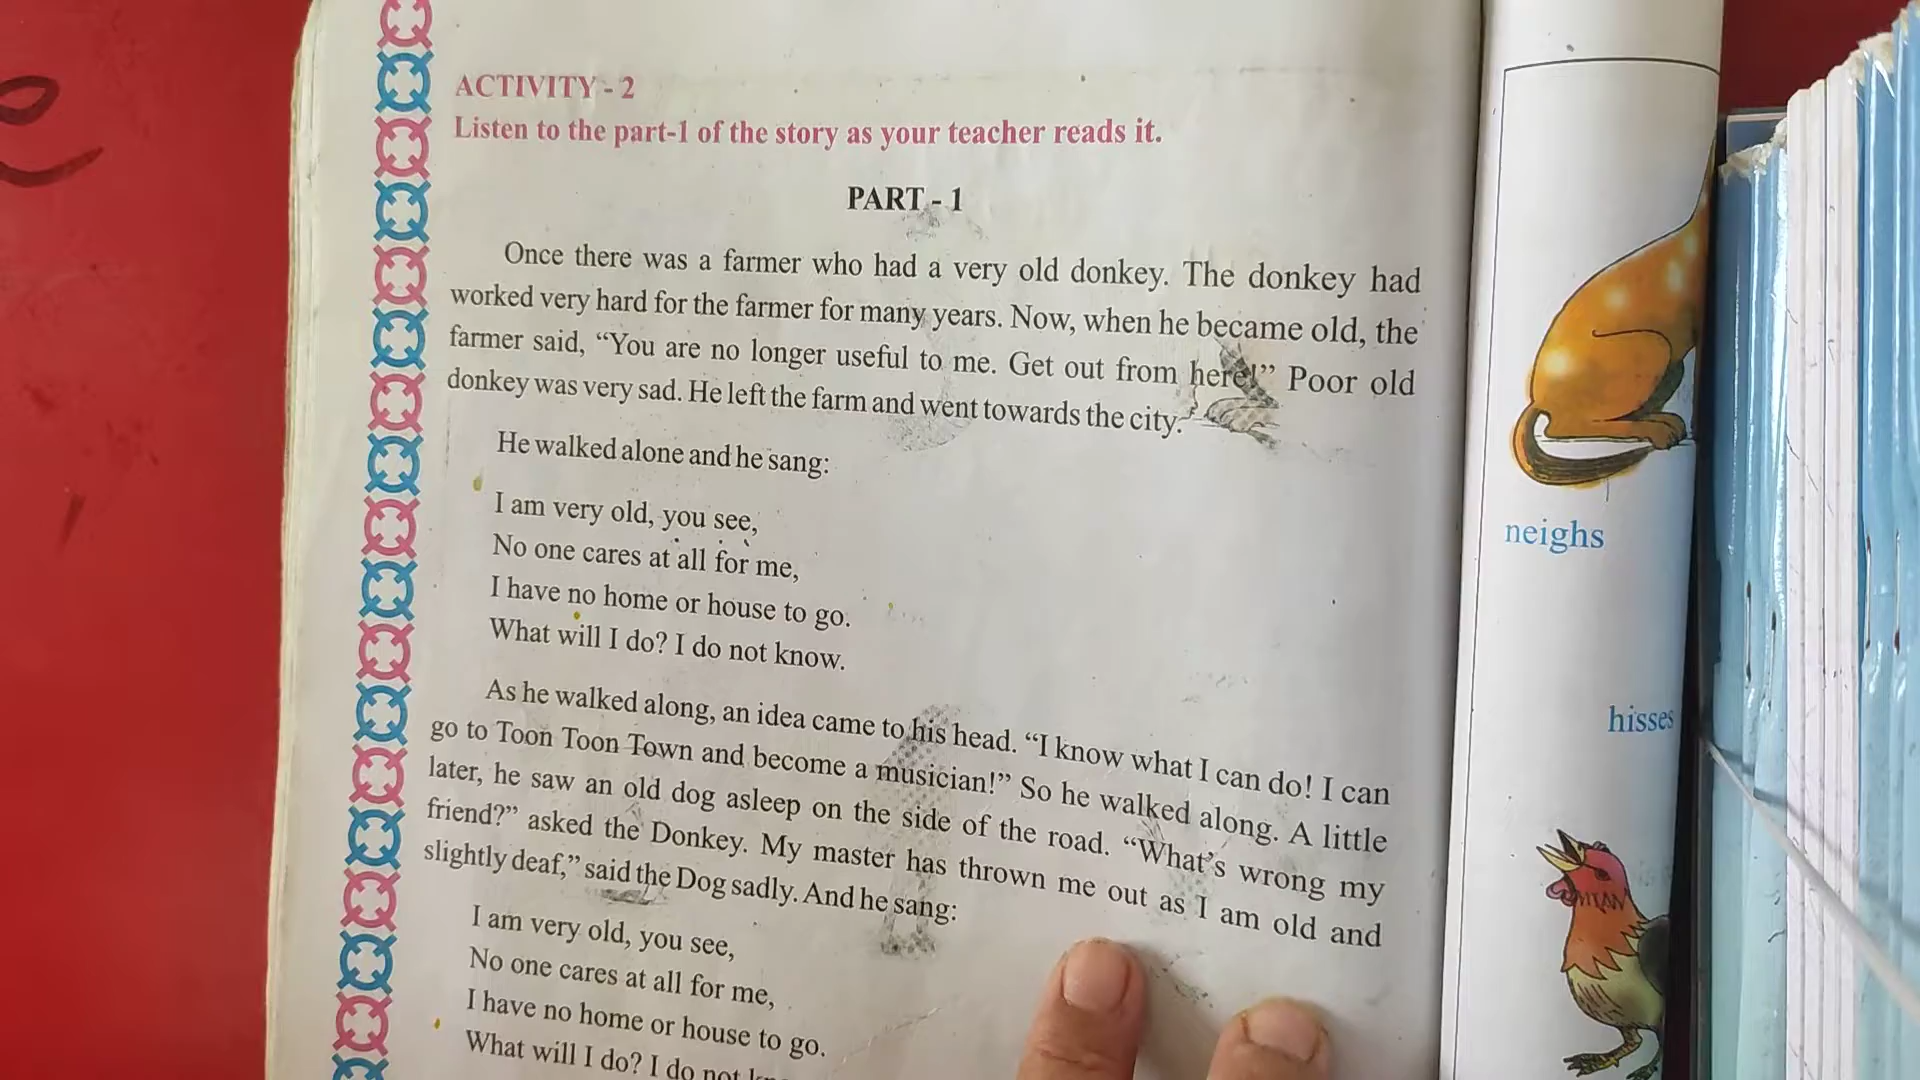 ACTIVITY - 2
Listen to the part-1 of the story as your teacher reads it.
PART - 1
Once there was a farmer who had a very old donkey. The donkey had
worked very hard for the farmer for many years. Now, when he became old, the
farmer said, “You are no longer useful to me. Get out from here!” Poor old
donkey was very sad. He left the farm and went towards the city.
He walked alone and he sang:
I am very old, you see,
No one cares at all for me,
I have no home or house to go.
What will I do? I do not know.
As he walked along, an idea came to his head. “I know what I can do! I can
go to Toon Toon Town and become a musician!” So he walked along. A little
later, he saw an old dog asleep on the side of the road. “What’s wrong my
friend?” asked the Donkey. My master has thrown me out as I am old and
slightly deaf,” said the Dog sadly. And he sang:
I am very old, you see,
No one cares at all for me,
I have no home or house to go.
What will I do? I do not
neighs
hisses